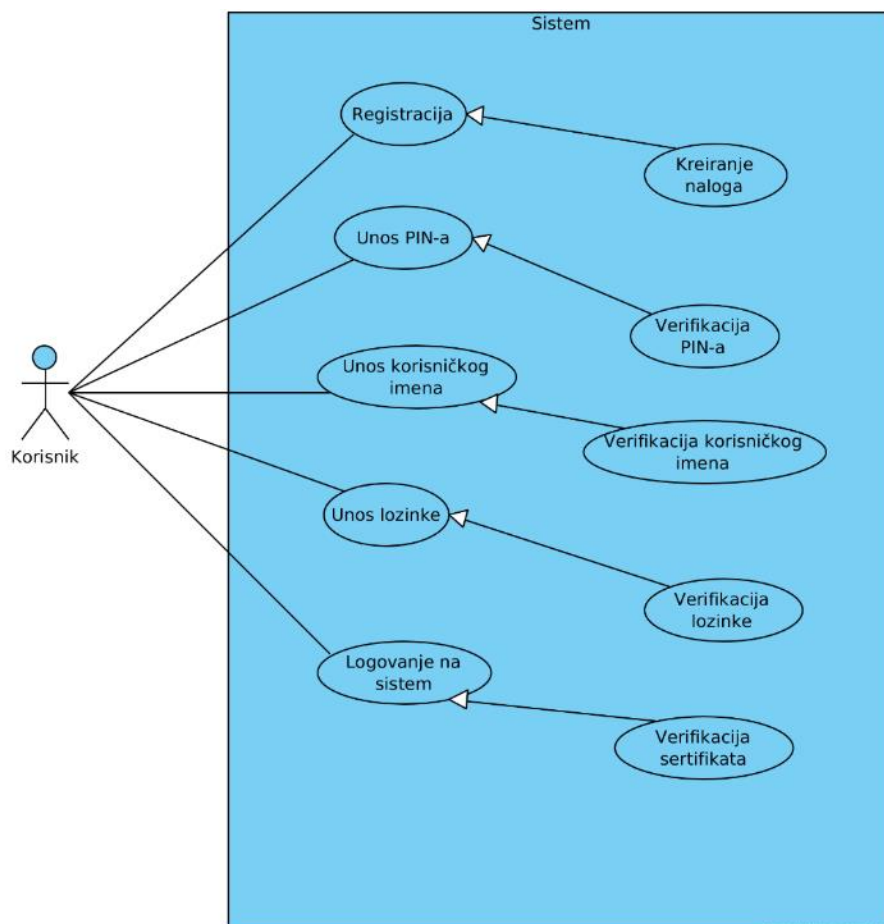 Sistem
Registracija
Kreiranje
naloga
Unos PIN-a
Verifikacija
PIN-a
Unos korisničkog
imena
Verifikacija korisničkog
imena
Korisnik
Unos lozinke
Verifikacija
lozinke
Logovanje na
sistem
Verifikacija
sertifikata